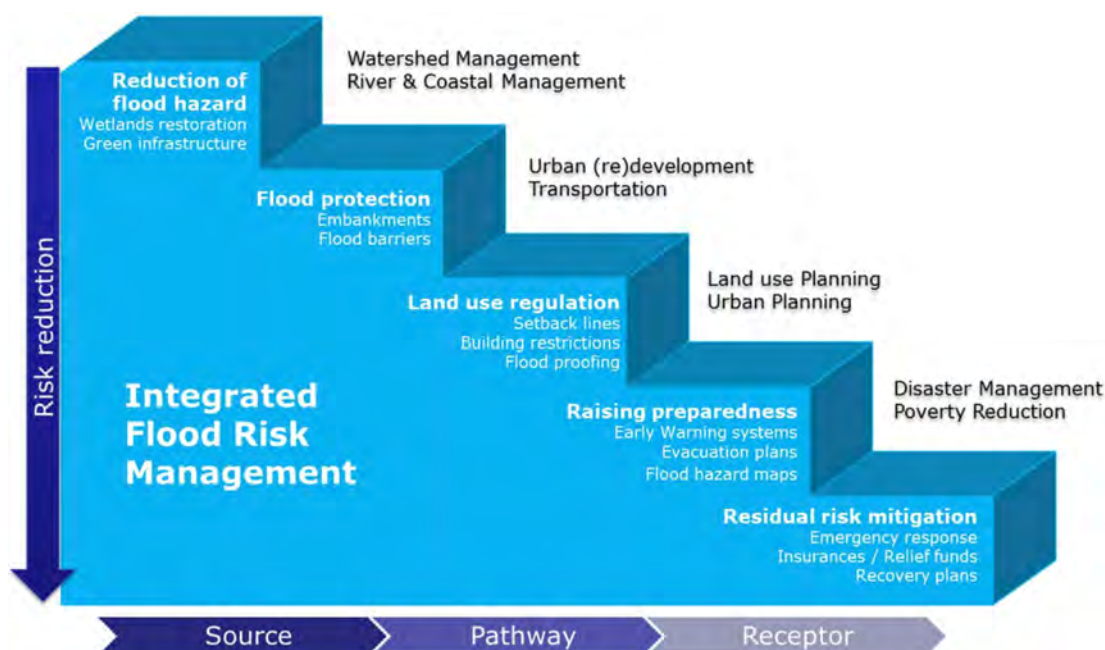 Watershed Management
River & Coastal Management
Reduction of
flood hazard
Wetlands restoration
Green infrastructure
Urban (re)development
Transportation
Flood protection
Embankments
Flood barriers
Land use Planning
Urban Planning
Land use regulation
Setback lines
Building restrictions
Flood proofing
Disaster Management
Poverty Reduction
Raising preparedness
Early Warning systems
Evacuation plans
Flood hazard maps
Residual risk mitigation
Emergency response
Insurances / Relief funds
Recovery plans
Integrated
Flood Risk
Management
Risk reduction
Source
Pathway
Receptor